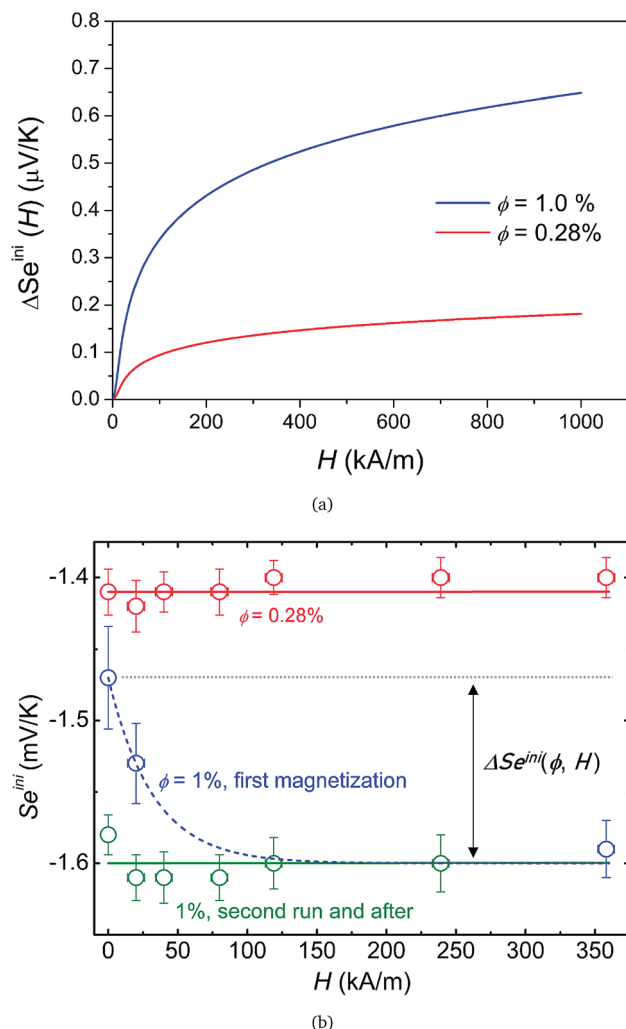 0.8
0.7
0.6
0.5
0.4
0.3
0.2
0.1
0.0
ΔSe^ini (H) (μV/K)
ϕ = 1.0 %
ϕ = 0.28%
0 200 400 600 800 1000
H (kA/m)
(a)
-1.4
-1.5
-1.6
Se^ini (mV/K)
ϕ = 0.28%
ΔSe^ini(ϕ, H)
ϕ = 1%, first magnetization
1%, second run and after
0 50 100 150 200 250 300 350
H (kA/m)
(b)